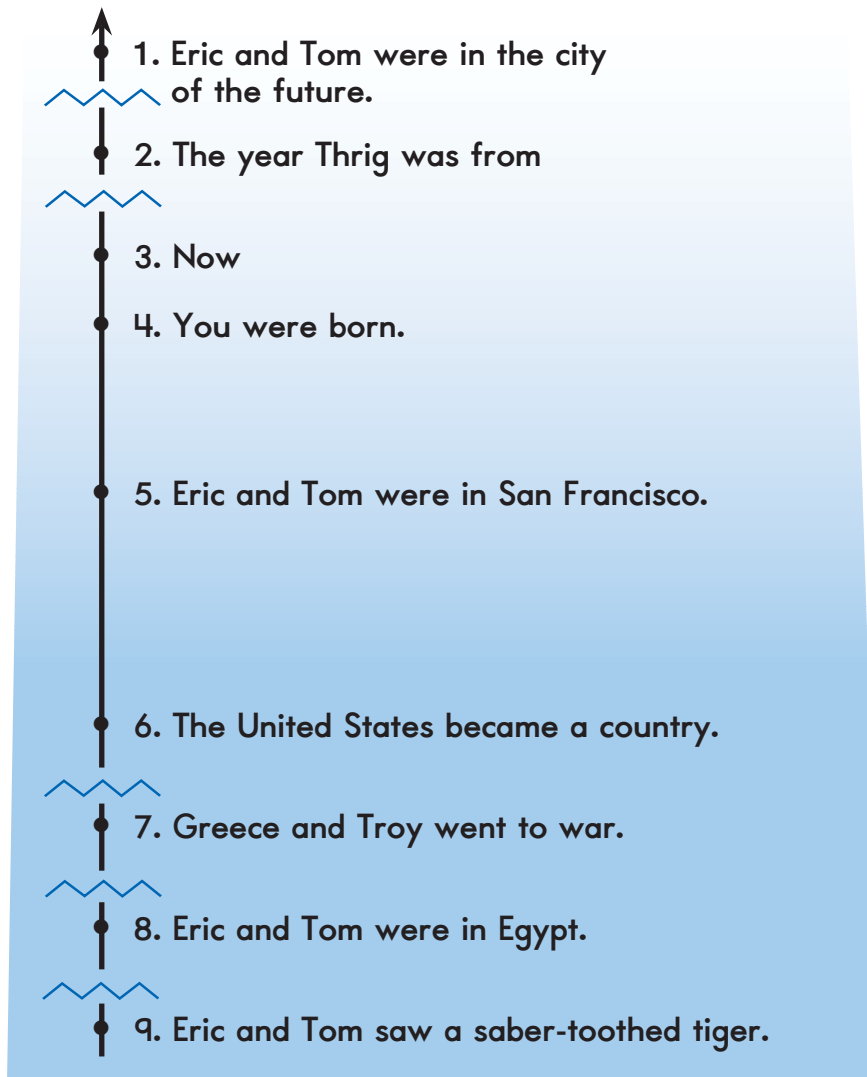 1. Eric and Tom were in the city
of the future.
2. The year Thrig was from
3. Now
4. You were born.
5. Eric and Tom were in San Francisco.
6. The United States became a country.
7. Greece and Troy went to war.
8. Eric and Tom were in Egypt.
9. Eric and Tom saw a saber-toothed tiger.